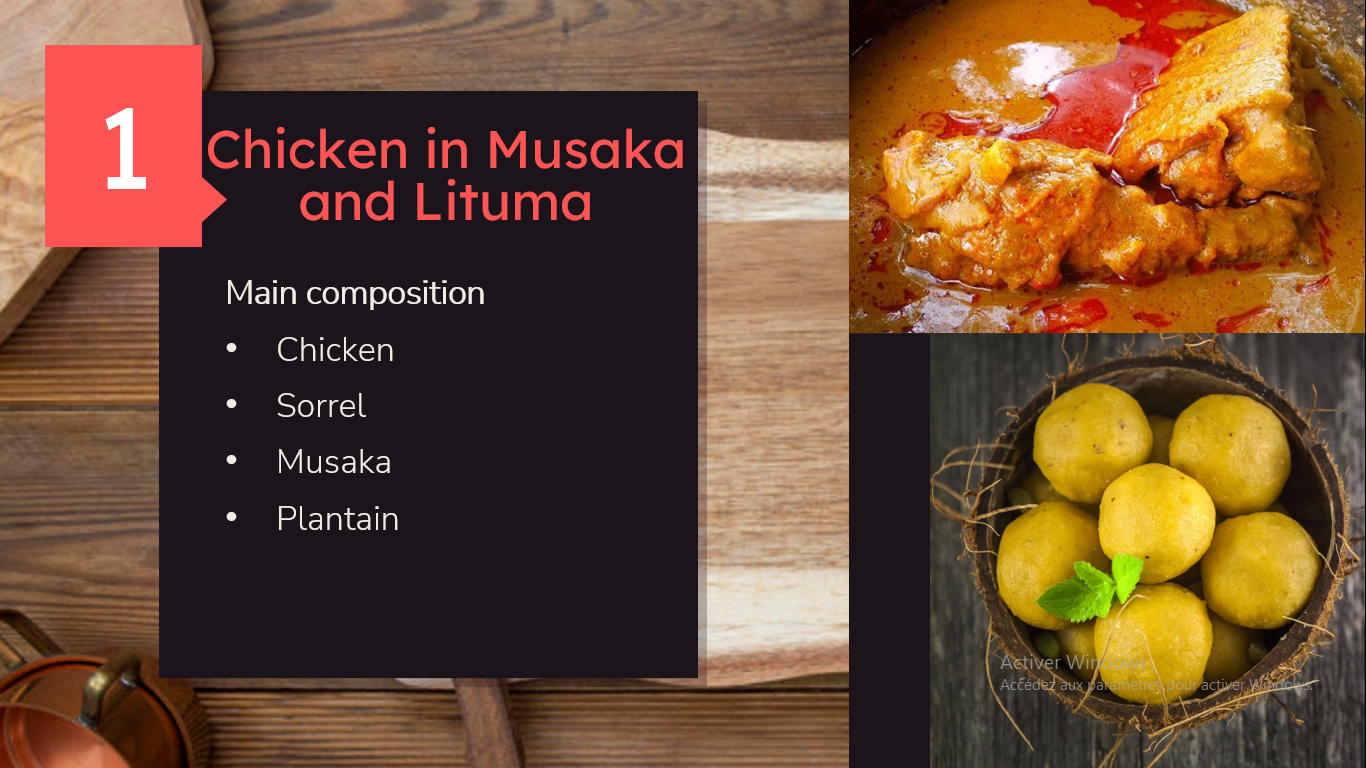 1
Chicken in Musaka
and Lituma
Main composition
• Chicken
• Sorrel
• Musaka
• Plantain
Activer Windows
Accédez aux paramètres pour activer Windows.